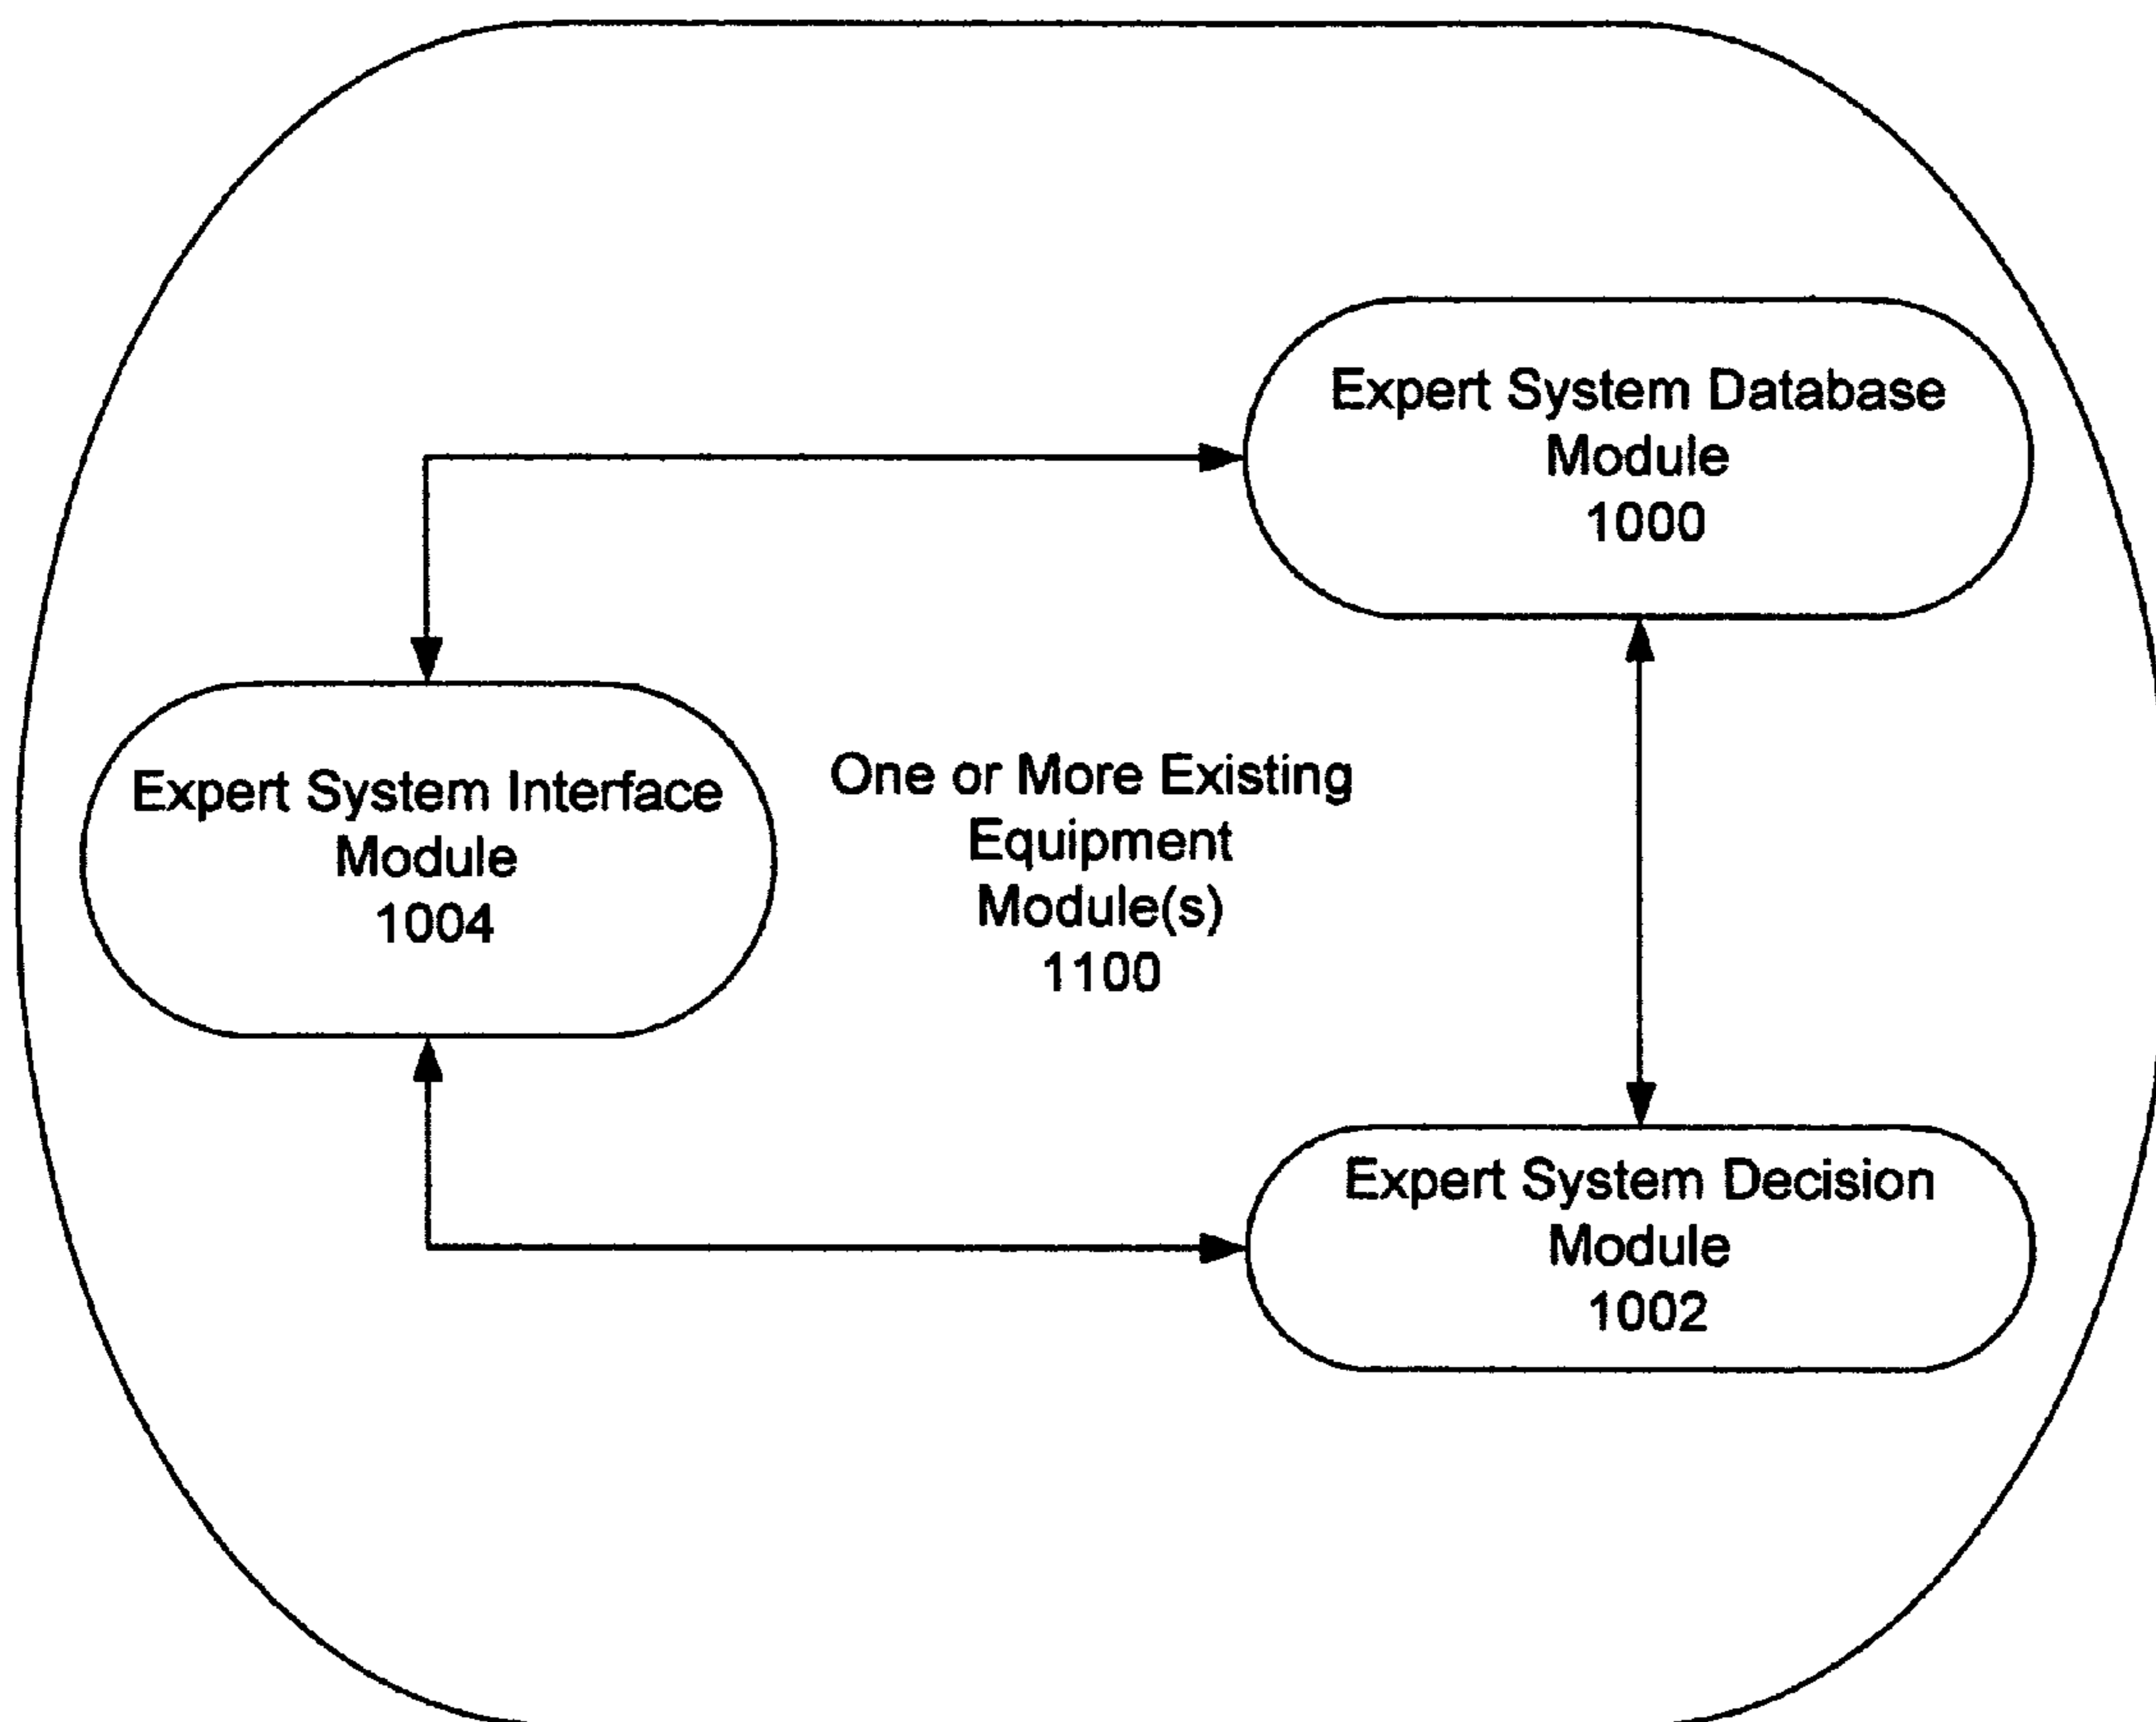 Expert System Database
Module
1000
Expert System Interface
Module
1004
One or More Existing
Equipment
Module(s)
1100
Expert System Decision
Module
1002